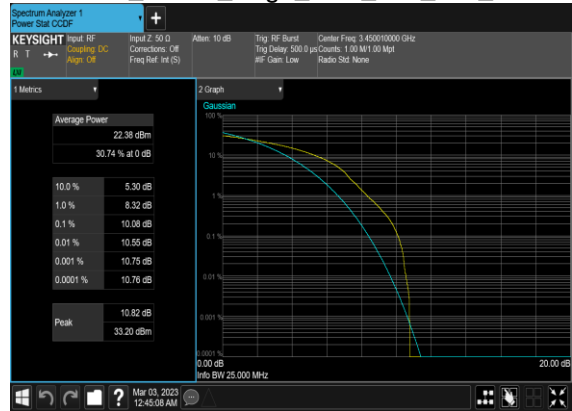 Spectrum Analyzer 1
Power Stat CCDF
+
KEYSIGHT
R T
LW
Input: RF
Coupling: DC
Align: Off
Input Z: 50 Ω
Corrections: Off
Freq Ref: Int (S)
Atten: 10 dB
Trig: RF Burst
Trig Delay: 500.0 µs
#IF Gain: Low
Center Freq: 3.450010000 GHz
Counts: 1.00 M/1.00 Mpt
Radio Std: None
1 Metrics
Average Power
22.38 dBm
30.74 % at 0 dB
10.0 % 5.30 dB
1.0 % 8.32 dB
0.1 % 10.08 dB
0.01 % 10.55 dB
0.001 % 10.75 dB
0.0001 % 10.76 dB
Peak
10.82 dB
33.20 dBm
2 Graph
Gaussian
100 %
10 %
1 %
0.1 %
0.01 %
0.001 %
0.0001 %
0.00 dB 20.00 dB
Info BW 25.000 MHz
?
Mar 03, 2023
12:45:08 AM